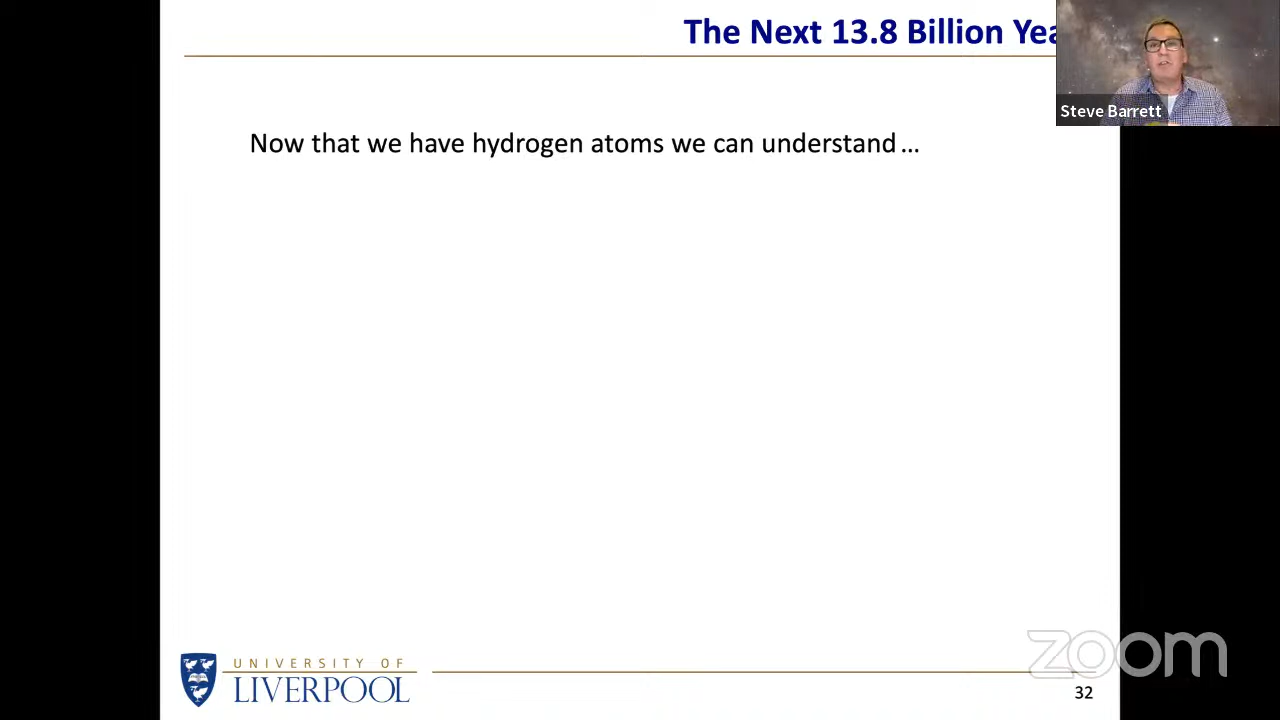 The Next 13.8 Billion Yea
Steve Barrett
Now that we have hydrogen atoms we can understand …
UNIVERSITY OF
LIVERPOOL
zoom
32